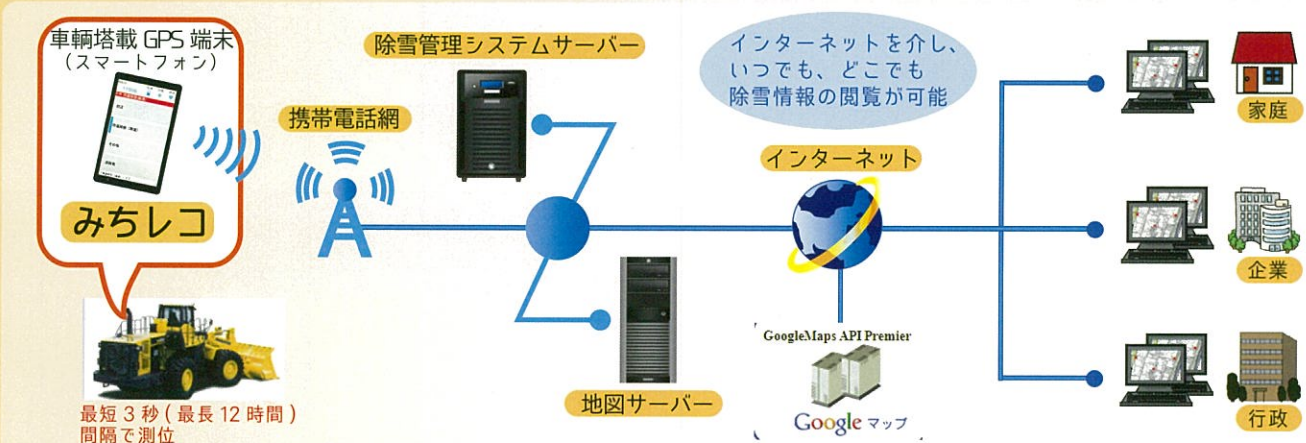 車輌塔載 GPS 端末
(スマートフォン)
みちレコ
最短 3 秒 ( 最長 12 時間 )
間隔で測位
携帯電話網
除雪管理システムサーバー
地図サーバー
インターネットを介し、
いつでも、どこでも
除雪情報の閲覧が可能
インターネット
GoogleMaps API Premier
Google マップ
家庭
企業
行政